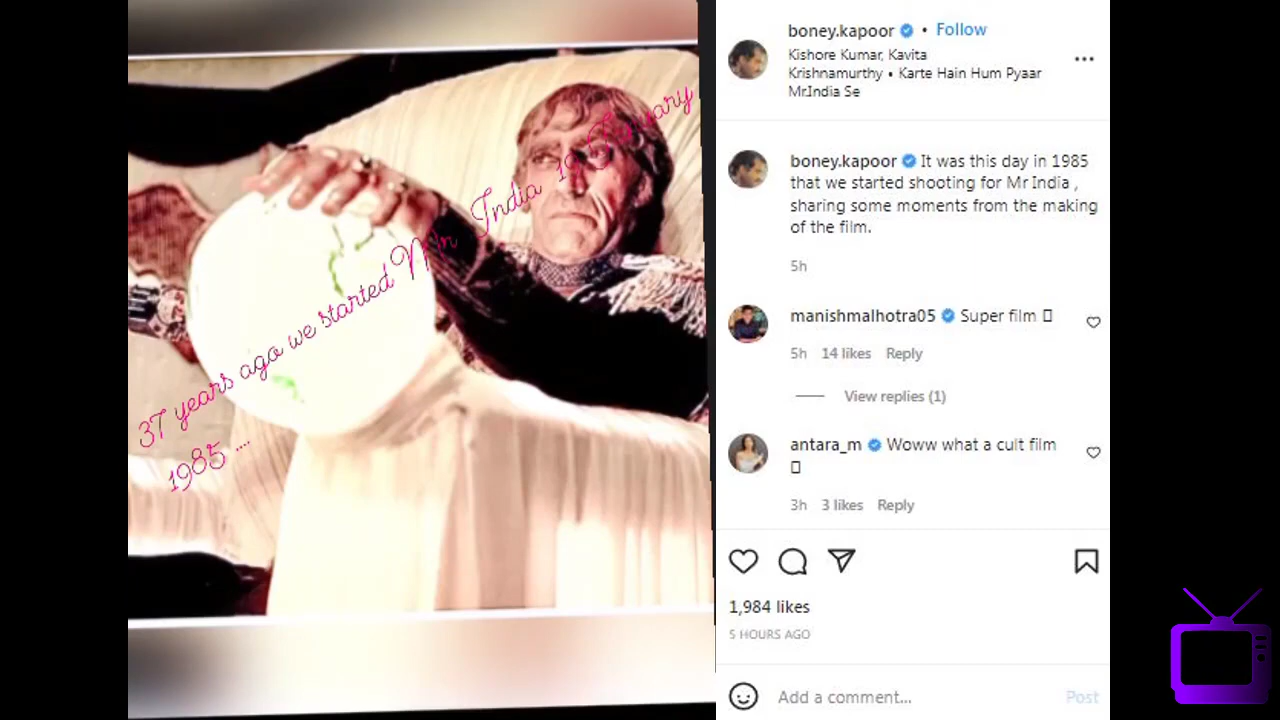 37 years ago we started Mr India
1985 ....
boney.kapoor • Follow
Kishore Kumar, Kavita
Krishnamurthy • Karte Hain Hum Pyaar
Mr.India Se
boney.kapoor It was this day in 1985
that we started shooting for Mr India ,
sharing some moments from the making
of the film.
5h
manishmalhotra05 Super film
5h 14 likes Reply
View replies (1)
antara_m Woww what a cult film
3h 3 likes Reply
1,984 likes
5 HOURS AGO
Add a comment... Post